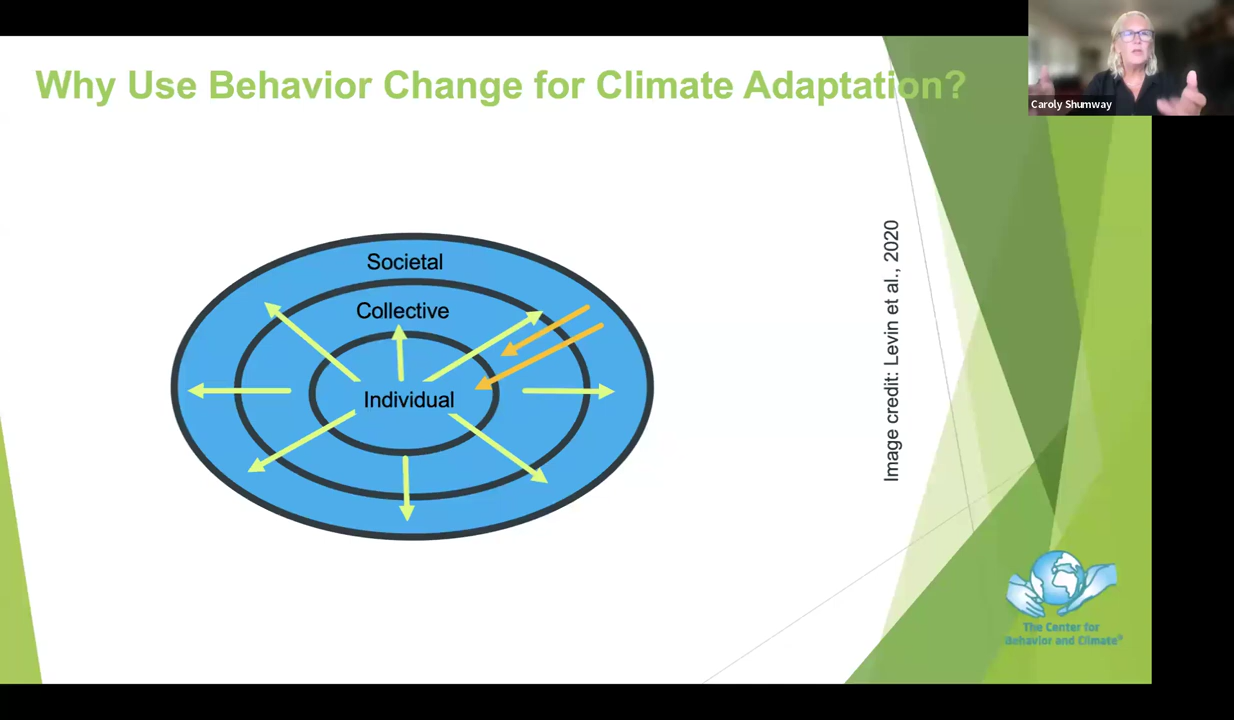 Why Use Behavior Change for Climate Adaptation?
Caroly Shumway
Societal
Collective
Individual
Image credit: Levin et al., 2020
The Center for
Behavior and Climate®